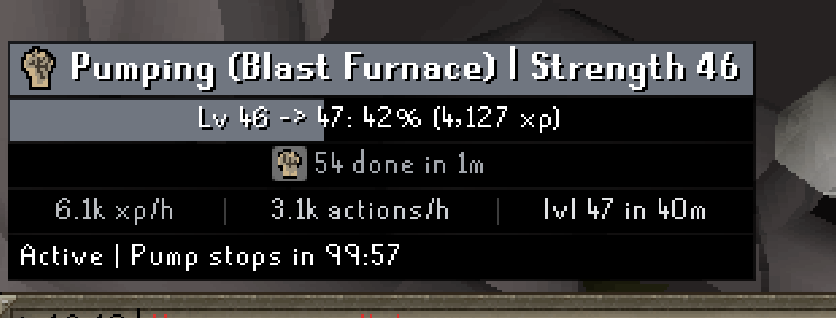 Pumping (Blast Furnace) | Strength 46
Lv 46 -> 47: 42% (4,127 xp)
54 done in 1m
6.1k xp/h | 3.1k actions/h | lvl 47 in 40m
Active | Pump stops in 99:57